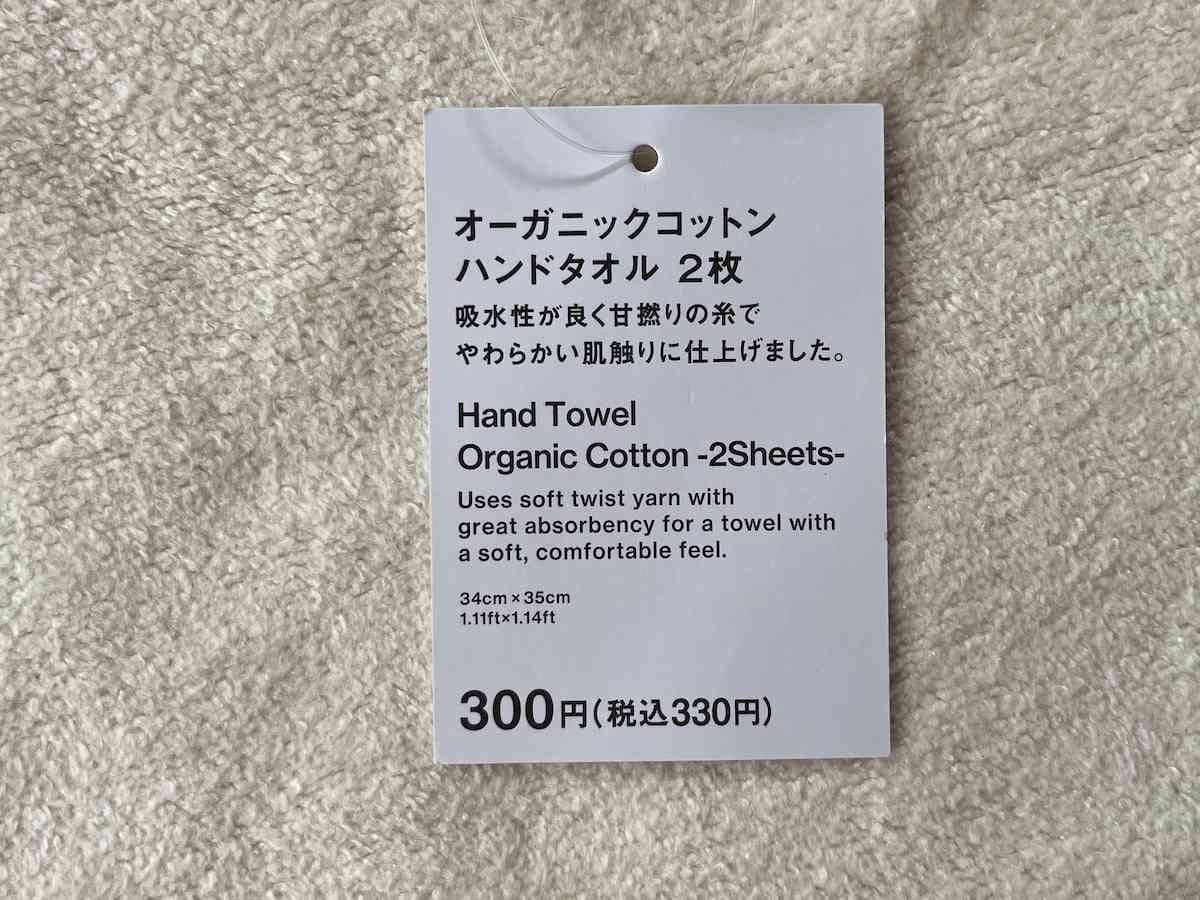 オーガニックコットン
ハンドタオル 2枚
吸水性が良く甘撚りの糸で
やわらかい肌触りに仕上げました。
Hand Towel
Organic Cotton -2Sheets-
Uses soft twist yarn with
great absorbency for a towel with
a soft, comfortable feel.
34cm×35cm
1.11ft×1.14ft
300円(税込330円)